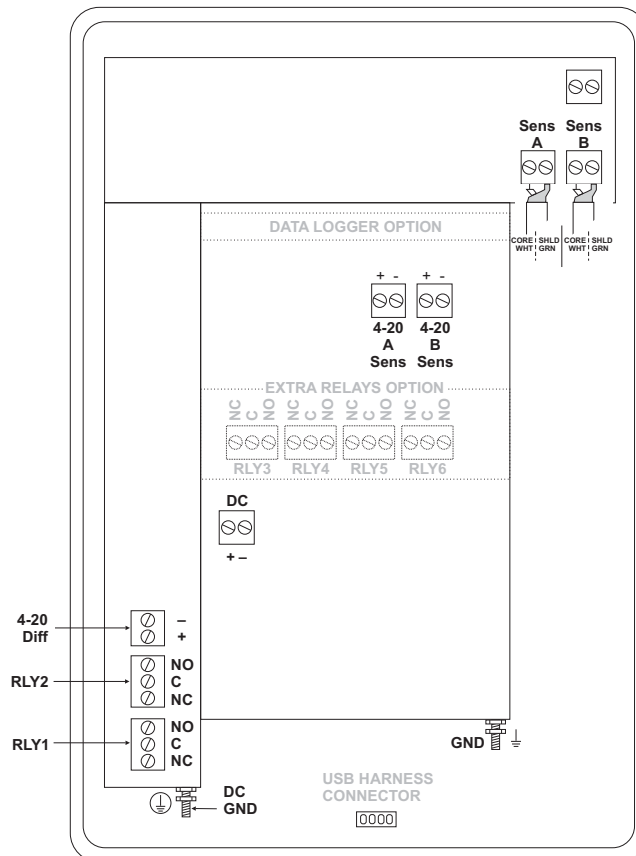 Sens Sens
A B
CORE SHLD CORE SHLD
WHT GRN WHT GRN
DATA LOGGER OPTION
+ - + -
4-20 4-20
A B
Sens Sens
EXTRA RELAYS OPTION
NC C NO NC C NO NC C NO NC C NO
RLY3 RLY4 RLY5 RLY6
DC
+ –
4-20
Diff
–
+
RLY2
NO
C
NC
RLY1
NO
C
NC
GND
DC
GND
USB HARNESS
CONNECTOR